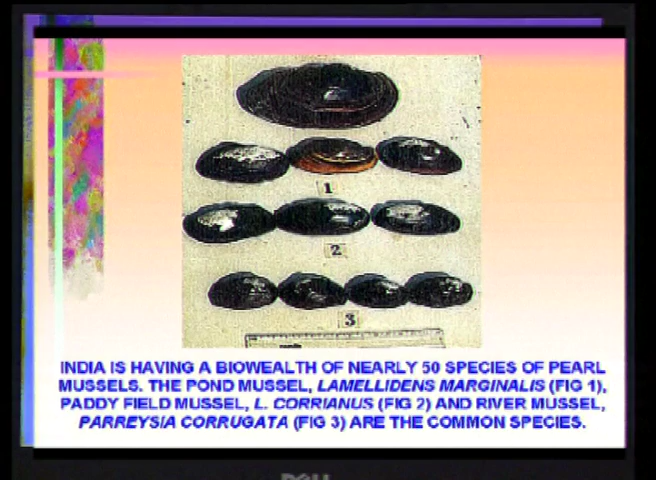 1
2
3
INDIA IS HAVING A BIOWEALTH OF NEARLY 50 SPECIES OF PEARL
MUSSELS. THE POND MUSSEL, LAMELLIDENS MARGINALIS (FIG 1),
PADDY FIELD MUSSEL, L. CORRIANUS (FIG 2) AND RIVER MUSSEL,
PARREYSIA CORRUGATA (FIG 3) ARE THE COMMON SPECIES.